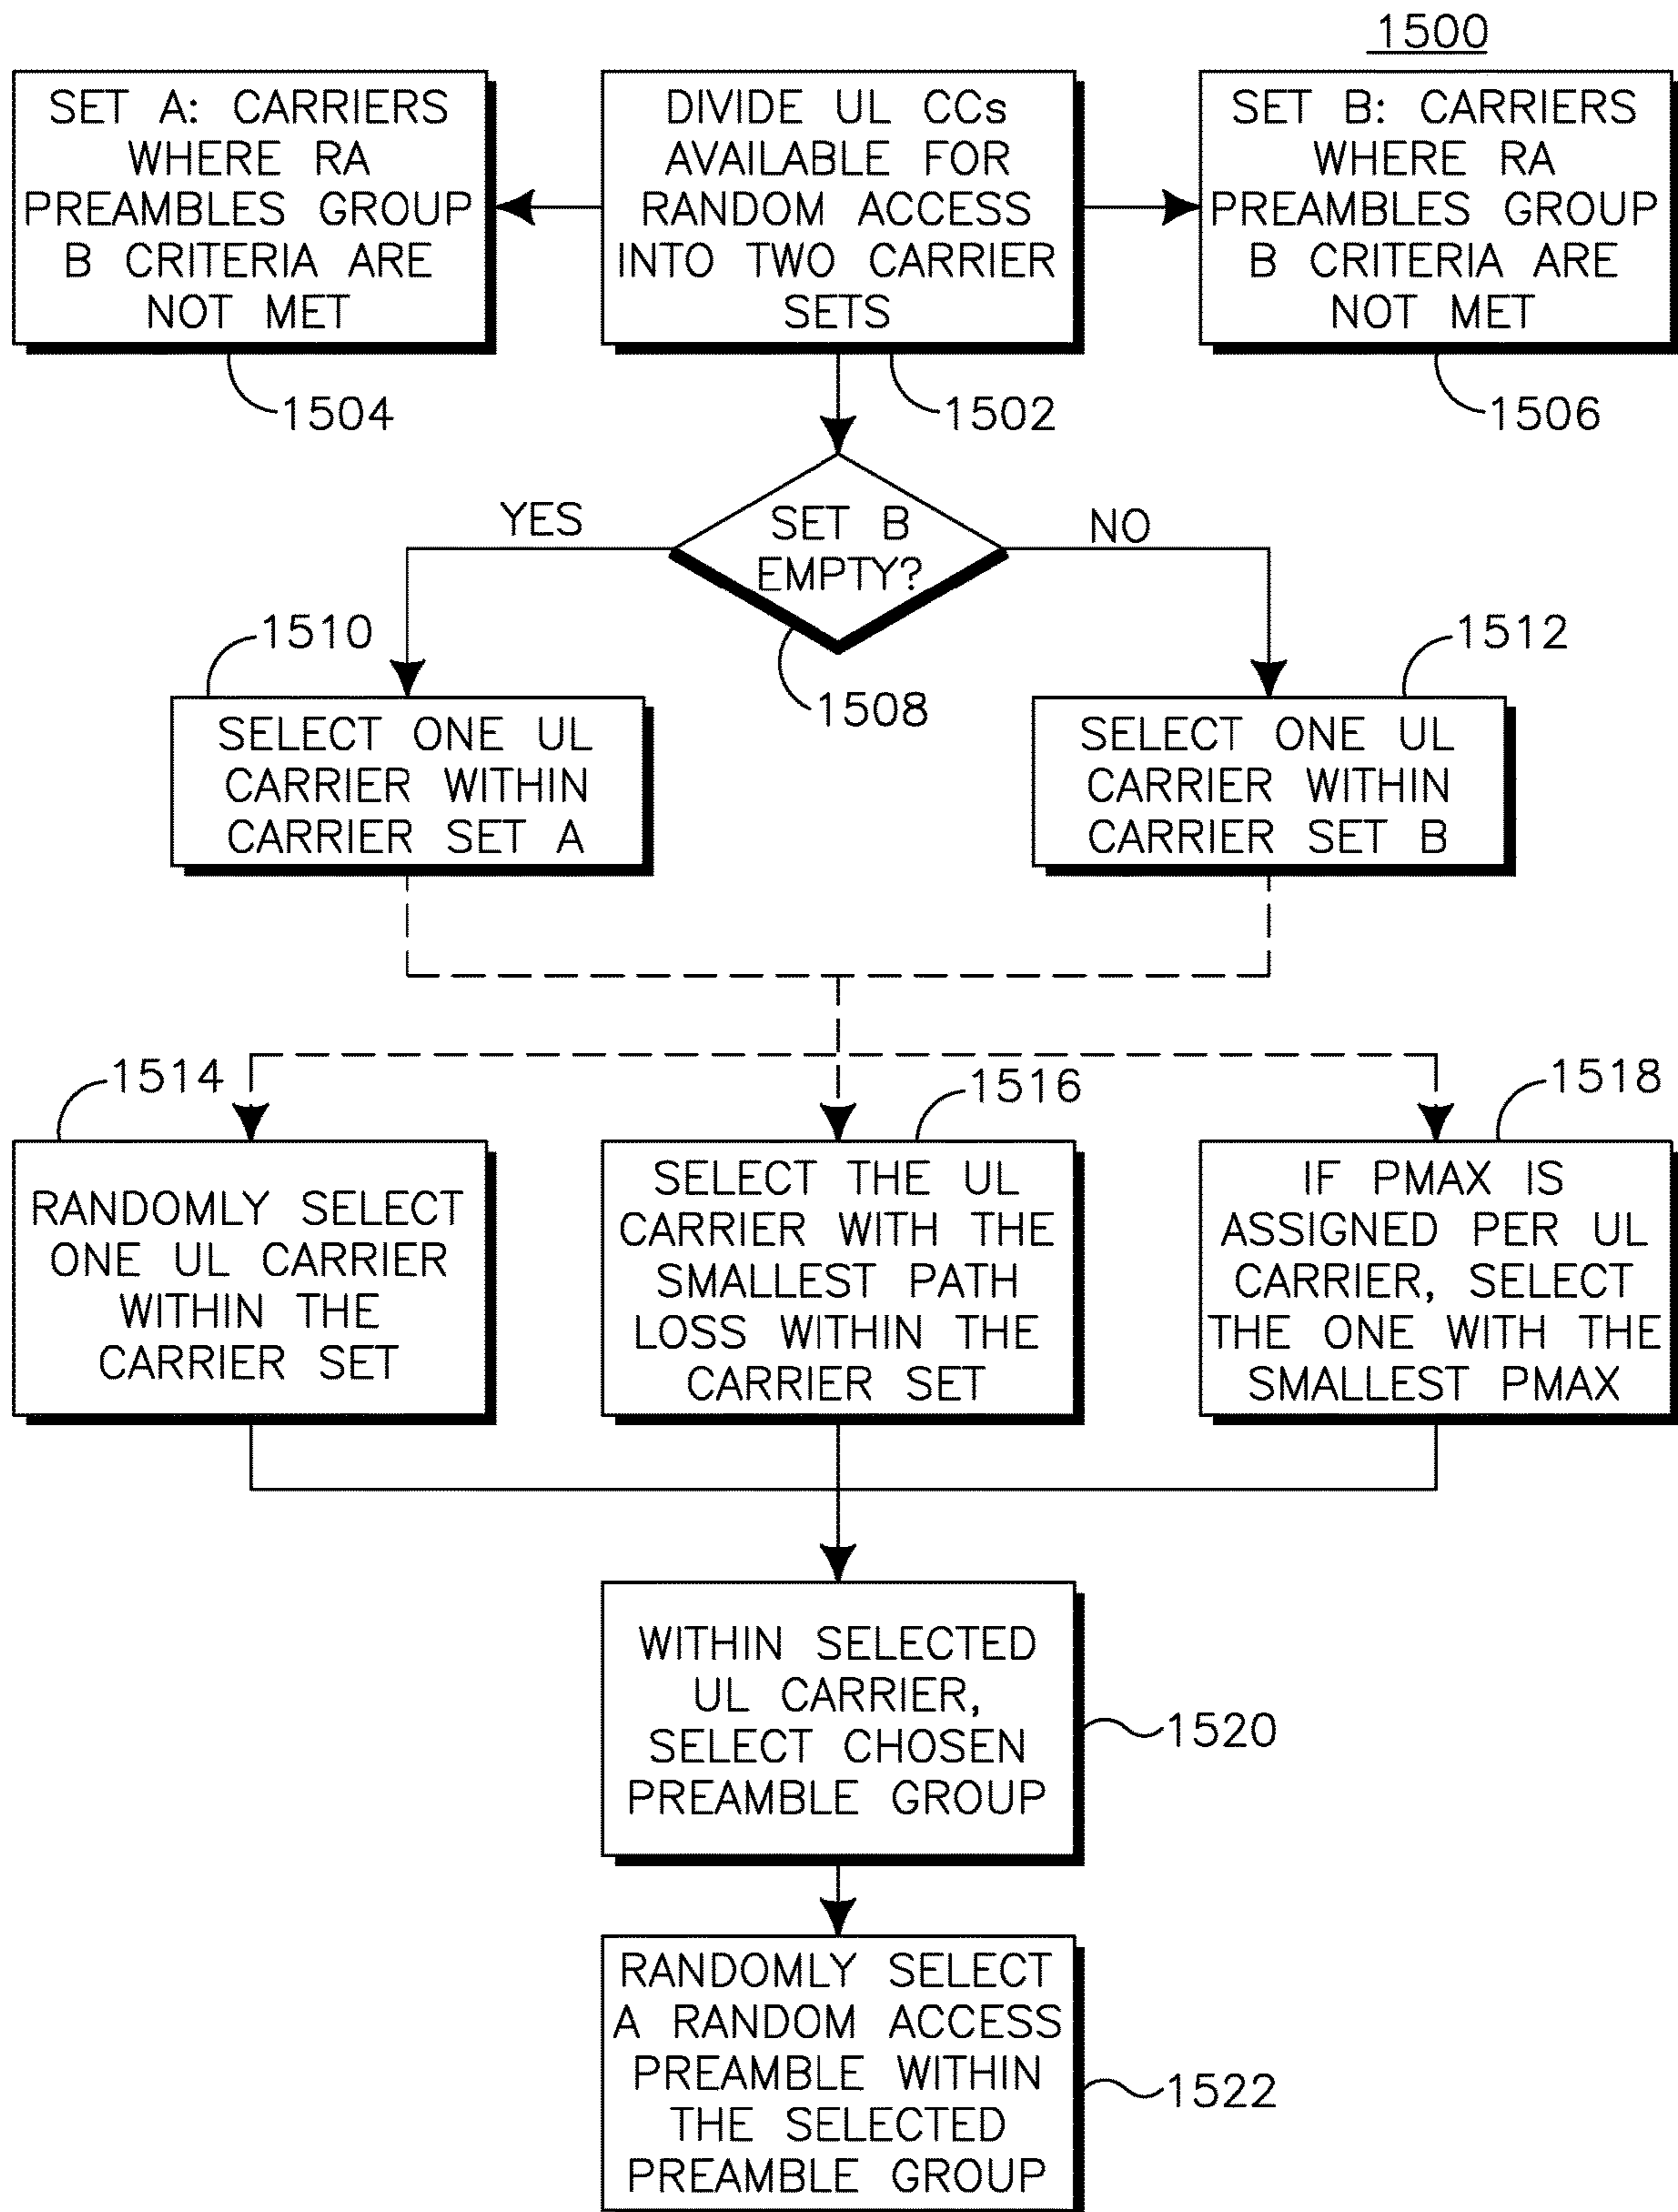 1500
SET A: CARRIERS
WHERE RA
PREAMBLES GROUP
B CRITERIA ARE
NOT MET
DIVIDE UL CCs
AVAILABLE FOR
RANDOM ACCESS
INTO TWO CARRIER
SETS
SET B: CARRIERS
WHERE RA
PREAMBLES GROUP
B CRITERIA ARE
NOT MET
1504
1502
1506
YES
SET B
EMPTY?
NO
1508
1510
1512
SELECT ONE UL
CARRIER WITHIN
CARRIER SET A
SELECT ONE UL
CARRIER WITHIN
CARRIER SET B
1514
1516
1518
RANDOMLY SELECT
ONE UL CARRIER
WITHIN THE
CARRIER SET
SELECT THE UL
CARRIER WITH THE
SMALLEST PATH
LOSS WITHIN THE
CARRIER SET
IF PMAX IS
ASSIGNED PER UL
CARRIER, SELECT
THE ONE WITH THE
SMALLEST PMAX
WITHIN SELECTED
UL CARRIER,
SELECT CHOSEN
PREAMBLE GROUP
1520
RANDOMLY SELECT
A RANDOM ACCESS
PREAMBLE WITHIN
THE SELECTED
PREAMBLE GROUP
1522